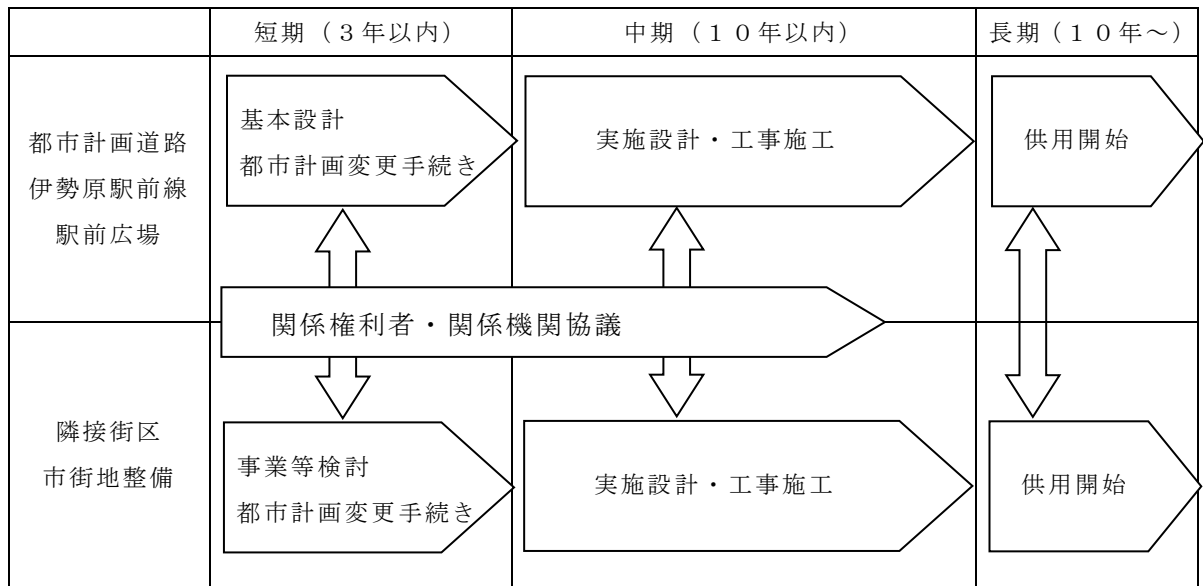 短期（３年以内）
中期（１０年以内）
長期（１０年～）
都市計画道路
伊勢原駅前線
駅前広場
基本設計
都市計画変更手続き
実施設計・工事施工
供用開始
関係権利者・関係機関協議
隣接街区
市街地整備
事業等検討
都市計画変更手続き
実施設計・工事施工
供用開始